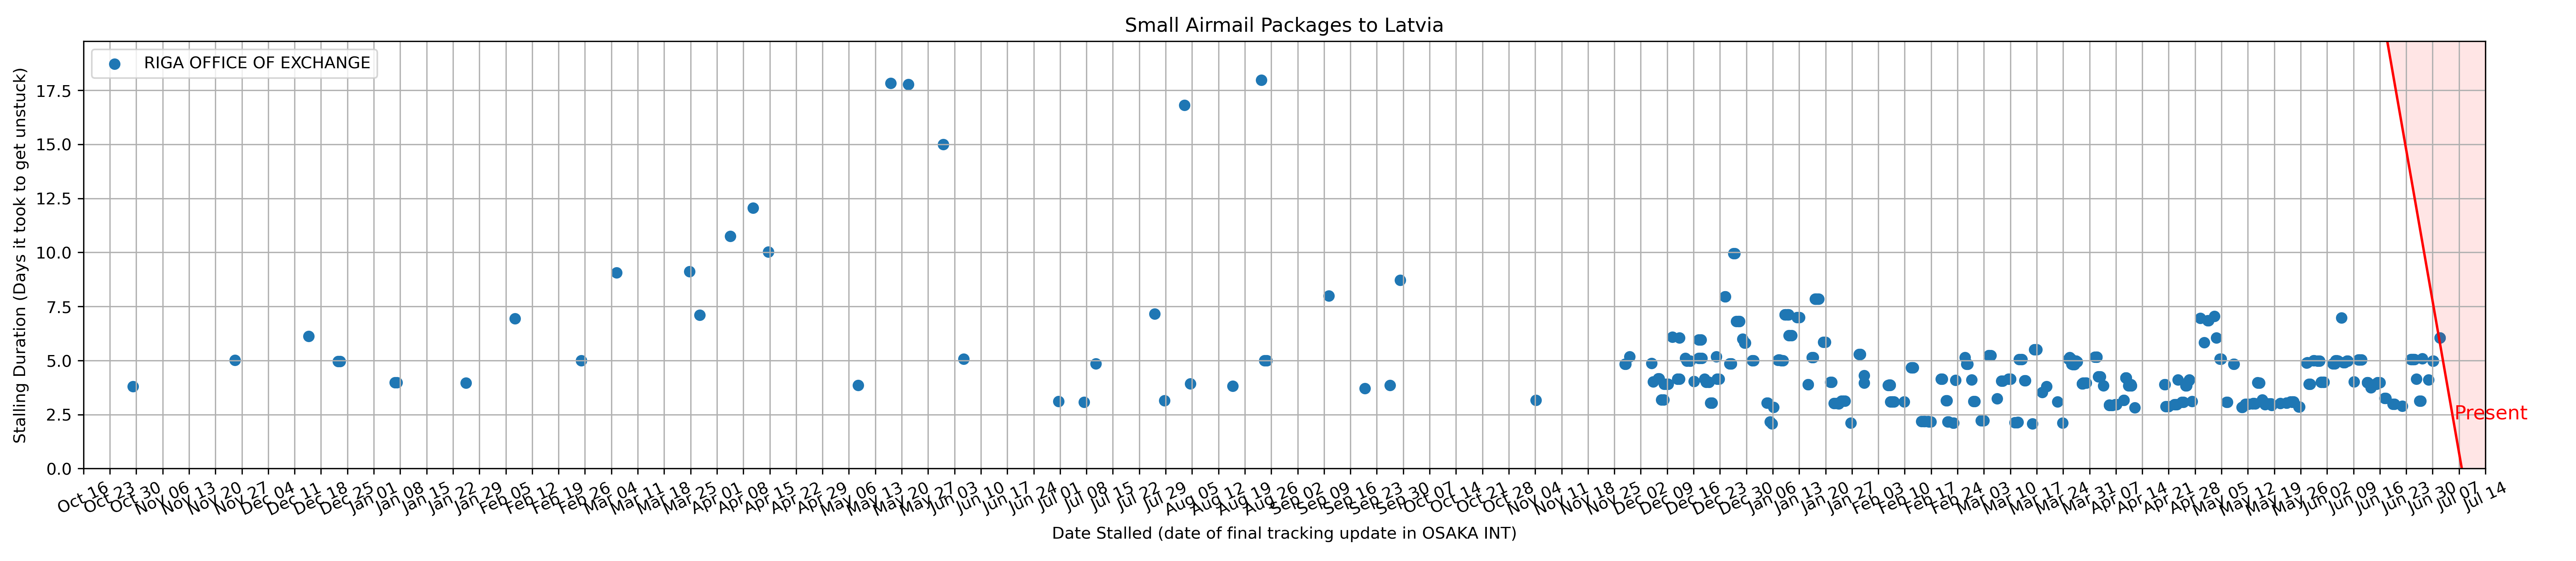 Small Airmail Packages to Latvia
RIGA OFFICE OF EXCHANGE
Stalling Duration (Days it took to get unstuck)
17.5
15.0
12.5
10.0
7.5
5.0
2.5
0.0
Present
Oct 16
Oct 23
Oct 30
Nov 06
Nov 13
Nov 20
Nov 27
Dec 04
Dec 11
Dec 18
Dec 25
Jan 01
Jan 08
Jan 15
Jan 22
Jan 29
Feb 05
Feb 12
Feb 19
Feb 26
Mar 04
Mar 11
Mar 18
Mar 25
Apr 01
Apr 08
Apr 15
Apr 22
Apr 29
May 06
May 13
May 20
May 27
Jun 03
Jun 10
Jun 17
Jun 24
Jul 01
Jul 08
Jul 15
Jul 22
Jul 29
Aug 05
Aug 12
Aug 19
Aug 26
Sep 02
Sep 09
Sep 16
Sep 23
Sep 30
Oct 07
Oct 14
Oct 21
Oct 28
Nov 04
Nov 11
Nov 18
Nov 25
Dec 02
Dec 09
Dec 16
Dec 23
Dec 30
Jan 06
Jan 13
Jan 20
Jan 27
Feb 03
Feb 10
Feb 17
Feb 24
Mar 03
Mar 10
Mar 17
Mar 24
Mar 31
Apr 07
Apr 14
Apr 21
Apr 28
May 05
May 12
May 19
May 26
Jun 02
Jun 09
Jun 16
Jun 23
Jun 30
Jul 07
Jul 14
Date Stalled (date of final tracking update in OSAKA INT)